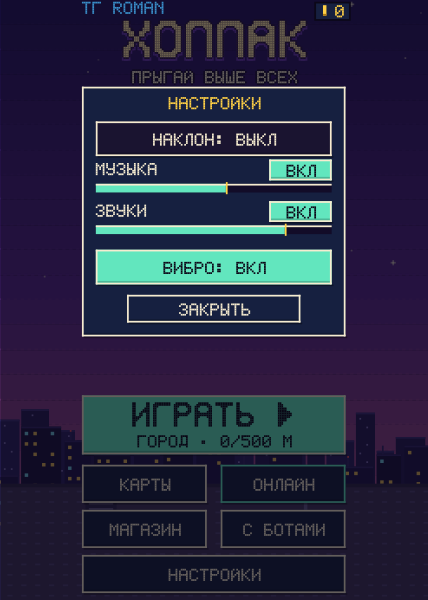 ТГ ROMAN
0
ХОППАК
ПРЫГАЙ ВЫШЕ ВСЕХ
НАСТРОЙКИ
НАКЛОН: ВЫКЛ
МУЗЫКА ВКЛ
ЗВУКИ ВКЛ
ВИБРО: ВКЛ
ЗАКРЫТЬ
ИГРАТЬ
ГОРОД · 0/500 М
КАРТЫ ОНЛАЙН
МАГАЗИН С БОТАМИ
НАСТРОЙКИ